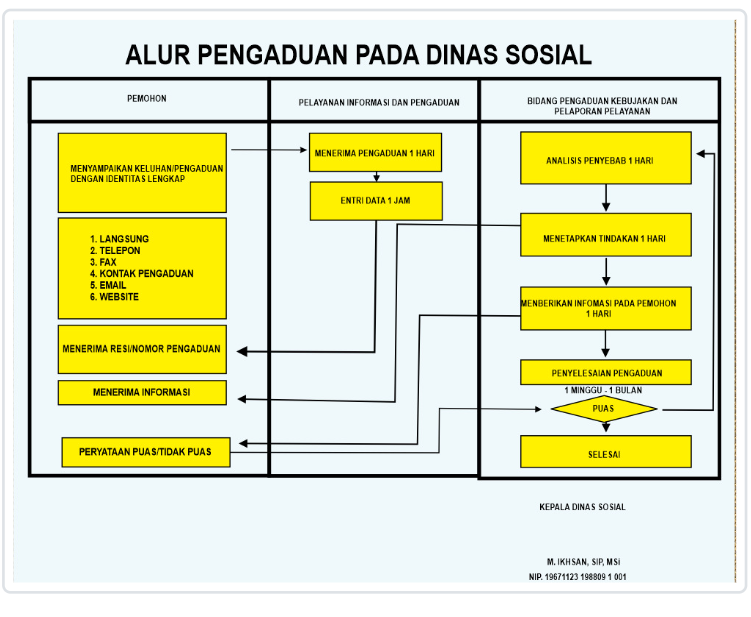 ALUR PENGADUAN PADA DINAS SOSIAL
PEMOHON
PELAYANAN INFORMASI DAN PENGADUAN
BIDANG PENGADUAN KEBIJAKAN DAN
PELAPORAN PELAYANAN
MENYAMPAIKAN KELUHAN/PENGADUAN
DENGAN IDENTITAS LENGKAP
1. LANGSUNG
2. TELEPON
3. FAX
4. KONTAK PENGADUAN
5. EMAIL
6. WEBSITE
MENERIMA RESI/NOMOR PENGADUAN
MENERIMA INFORMASI
PERYATAAN PUAS/TIDAK PUAS
MENERIMA PENGADUAN 1 HARI
ENTRI DATA 1 JAM
ANALISIS PENYEBAB 1 HARI
MENETAPKAN TINDAKAN 1 HARI
MENBERIKAN INFOMASI PADA PEMOHON
1 HARI
PENYELESAIAN PENGADUAN
1 MINGGU - 1 BULAN
PUAS
SELESAI
KEPALA DINAS SOSIAL
M. IKHSAN, SIP, MSi
NIP. 19671123 198809 1 001